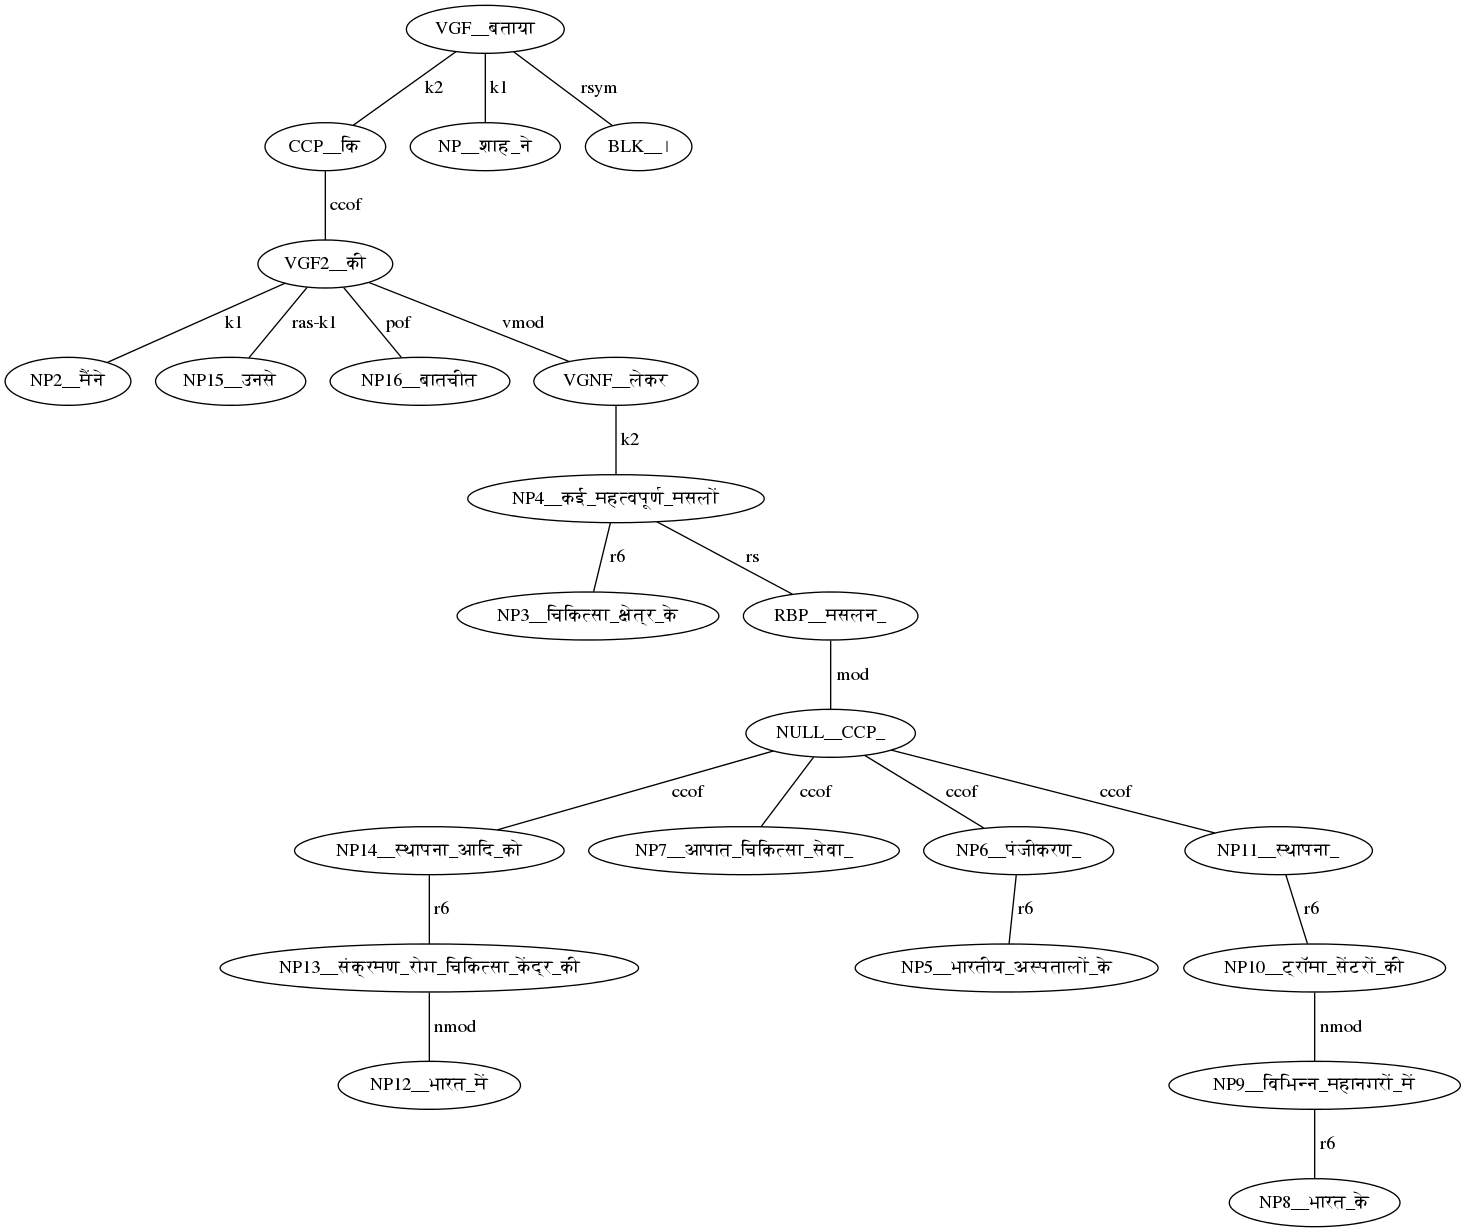 VGF__बताया
k2 k1 rsym
CCP__कि NP__शाह_ने BLK__।
ccof
VGF2__की
k1 ras-k1 pof vmod
NP2__मैंने NP15__उनसे NP16__बातचीत VGNF__लेकर
k2
NP4__कई_महत्वपूर्ण_मसलों
r6 rs
NP3__चिकित्सा_क्षेत्र_के RBP__मसलन_
mod
NULL__CCP_
ccof ccof ccof ccof
NP14__स्थापना_आदि_को NP7__आपात_चिकित्सा_सेवा_ NP6__पंजीकरण_ NP11__स्थापना_
r6 r6 r6
NP13__संक्रमण_रोग_चिकित्सा_केंद्र_की NP5__भारतीय_अस्पतालों_के NP10__ट्रॉमा_सेंटरों_की
nmod nmod
NP12__भारत_में NP9__विभिन्न_महानगरों_में
r6
NP8__भारत_के